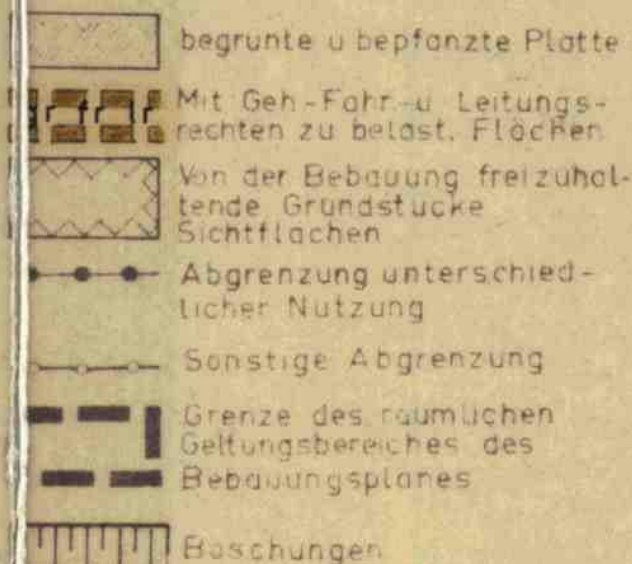 begrunte u bepfanzte Platte
Mit Geh-Fahr-u Leitungs-
rechten zu belast. Flächen
Von der Bebauung freizuhal-
tende Grundstucke
Sichtflachen
Abgrenzung unterschied-
licher Nutzung
Sonstige Abgrenzung
Grenze des raumlichen
Geltungsbereiches des
Bebauungsplanes
Boschungen